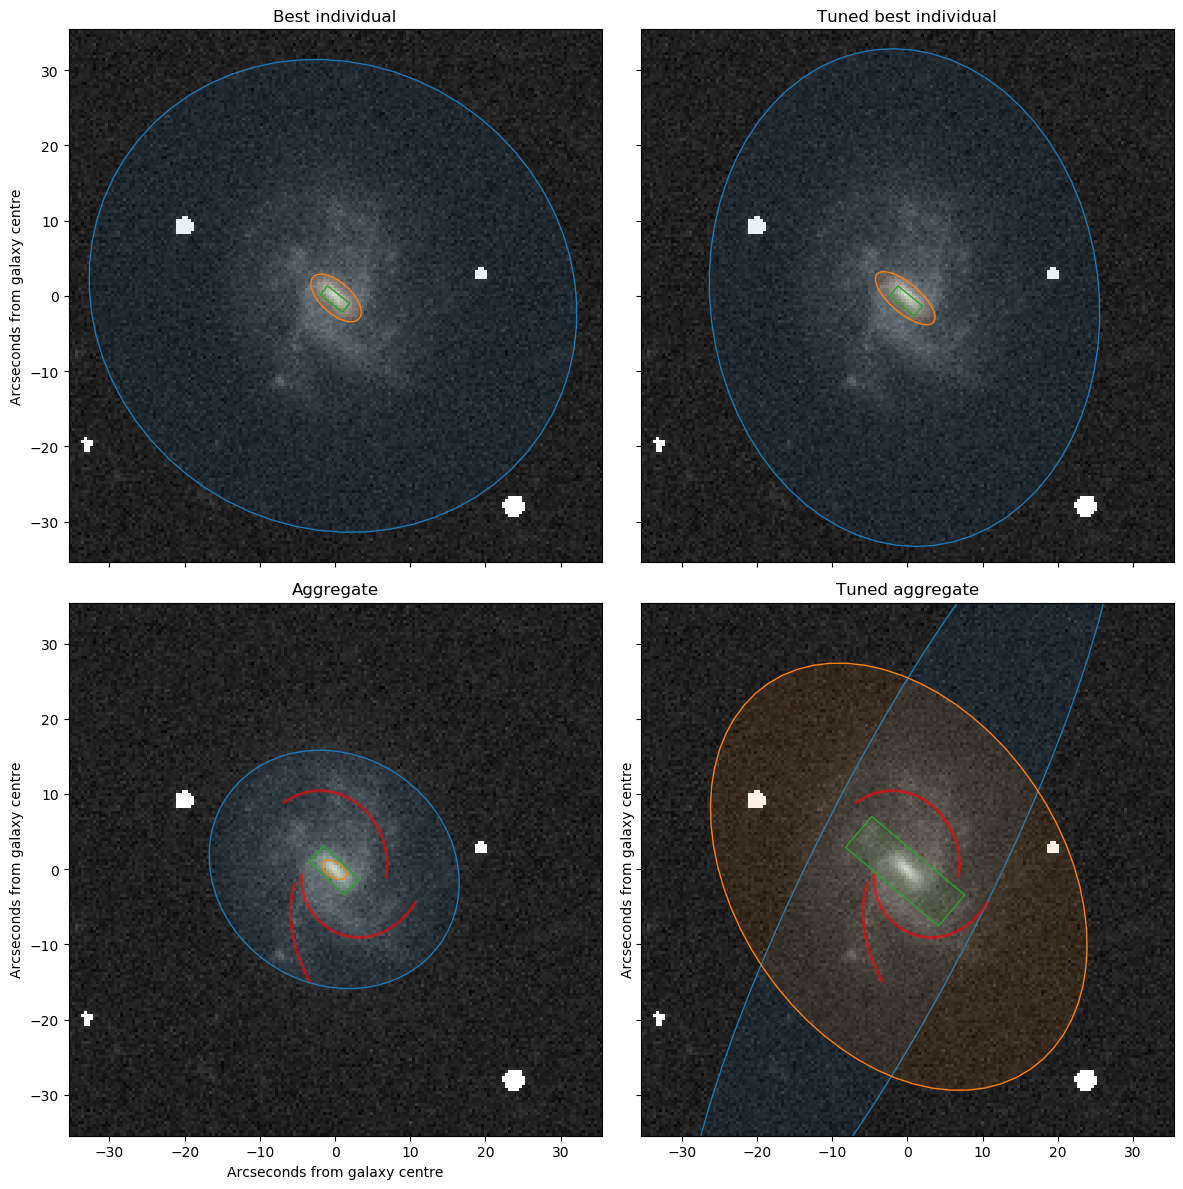 Best individual
Tuned best individual
Arcseconds from galaxy centre
30
20
10
0
−10
−20
−30
Aggregate
Tuned aggregate
Arcseconds from galaxy centre
30
20
10
0
−10
−20
−30
Arcseconds from galaxy centre
−30 −20 −10 0 10 20 30
−30 −20 −10 0 10 20 30
Arcseconds from galaxy centre